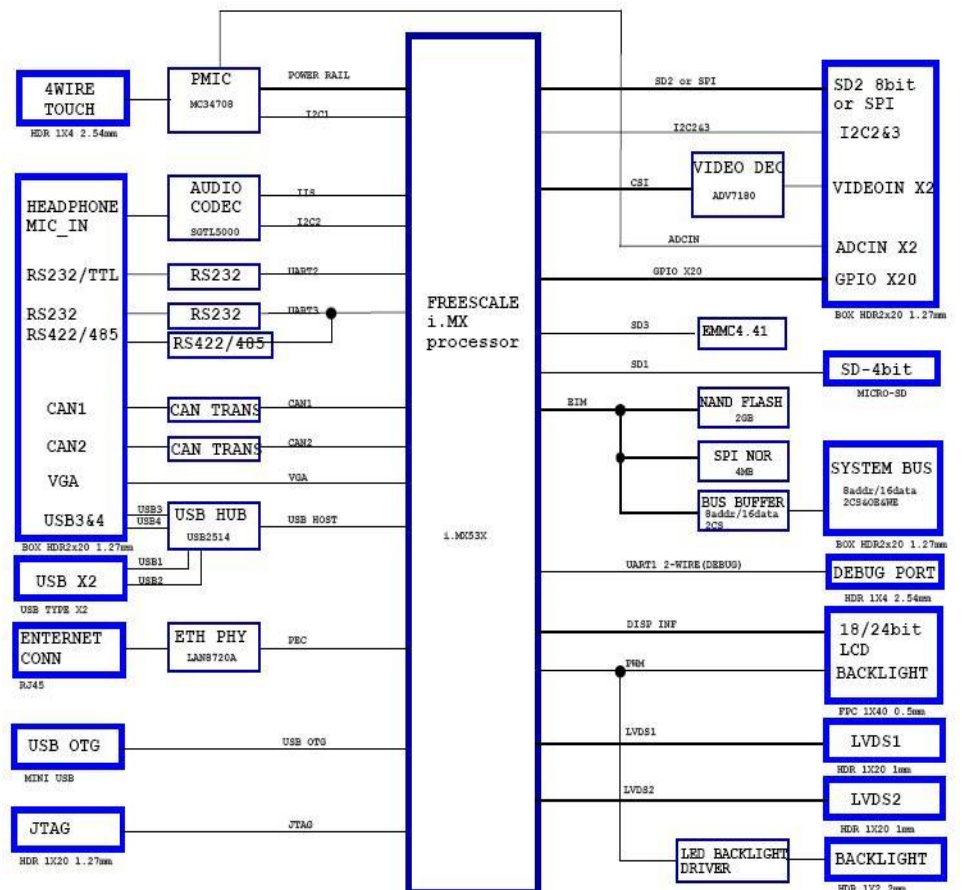 4WIRE
TOUCH
HDR 1X4 2.54mm
PMIC
MC34708
POWER RAIL
I2C1
HEADPHONE
MIC_IN
RS232/TTL
RS232
RS422/485
CAN1
CAN2
VGA
USB3&4
BOX HDR2x20 1.27mm
AUDIO
CODEC
SGTL5000
IIS
I2C2
RS232
UART2
RS232
UART3
RS422/485
CAN TRANS
CAN1
CAN TRANS
CAN2
VGA
USB3
USB4
USB HUB
USB2514
USB HOST
USB1
USB2
USB X2
USB TYPE X2
ENTERNET
CONN
RJ45
ETH PHY
LAN8720A
FEC
USB OTG
MINI USB
USB OTG
JTAG
HDR 1X20 1.27mm
JTAG
FREESCALE
i.MX
processor
i.MX53X
SD2 or SPI
I2C2&3
CSI
VIDEO DEC
ADV7180
ADCIN
GPIO X20
SD2 8bit
or SPI
I2C2&3
VIDEOIN X2
ADCIN X2
GPIO X20
BOX HDR2x20 1.27mm
SD3
EMMC4.41
SD1
SD-4bit
MICRO-SD
EIM
NAND FLASH
2GB
SPI NOR
4MB
BUS BUFFER
8addr/16data
2CS
SYSTEM BUS
8addr/16data
2CS&OE&WE
BOX HDR2x20 1.27mm
UART1 2-WIRE(DEBUG)
DEBUG PORT
HDR 1X4 2.54mm
DISP INF
PWM
18/24bit
LCD
BACKLIGHT
FPC 1X40 0.5mm
LVDS1
LVDS1
HDR 1X20 1mm
LVDS2
LVDS2
HDR 1X20 1mm
LED BACKLIGHT
DRIVER
BACKLIGHT
HDR 1X2 2mm